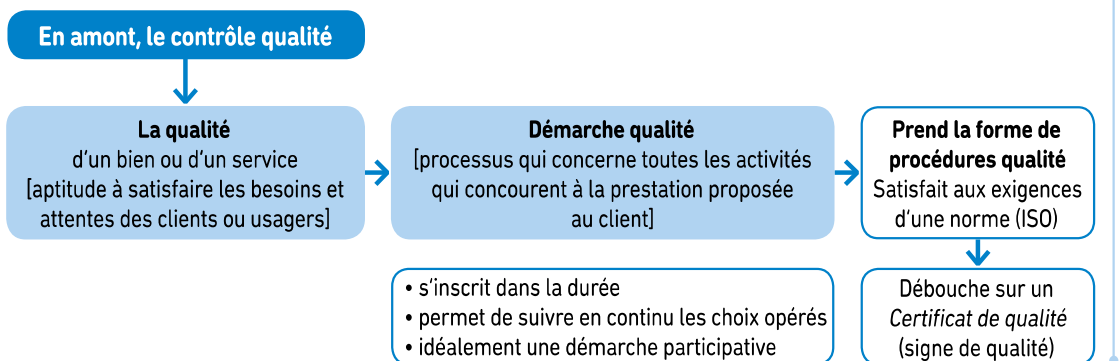 En amont, le contrôle qualité
La qualité
d'un bien ou d'un service
[aptitude à satisfaire les besoins et
attentes des clients ou usagers]
Démarche qualité
[processus qui concerne toutes les activités
qui concourent à la prestation proposée
au client]
Prend la forme de
procédures qualité
Satisfait aux exigences
d'une norme (ISO)
• s'inscrit dans la durée
• permet de suivre en continu les choix opérés
• idéalement une démarche participative
Débouche sur un
Certificat de qualité
(signe de qualité)